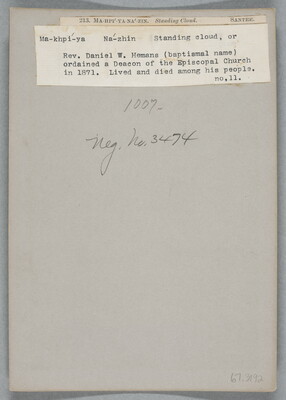 213. MA-HPI'-YA NA'-ZIN. Standing Cloud. SANTEE.
Ma-khpi-ya Na-zhin Standing cloud, or
Rev. Daniel W. Hemans (baptismal name)
ordained a Deacon of the Episcopal Church
in 1871. Lived and died among his people.
no,11.
1007-
Neg. No. 3474